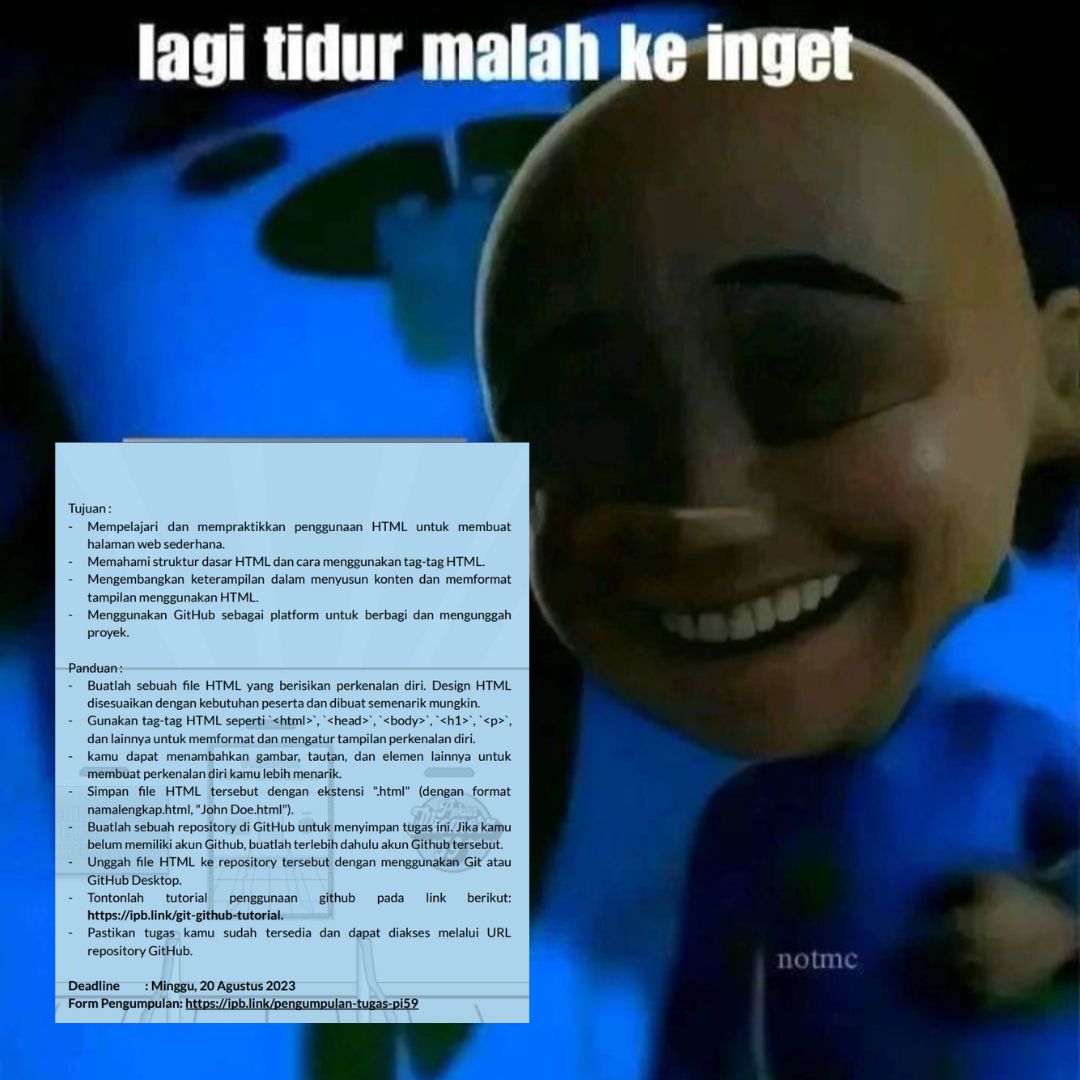 lagi tidur malah ke inget
Tujuan :
- Mempelajari dan mempraktikkan penggunaan HTML untuk membuat
halaman web sederhana.
- Memahami struktur dasar HTML dan cara menggunakan tag-tag HTML.
- Mengembangkan keterampilan dalam menyusun konten dan memformat
tampilan menggunakan HTML.
- Menggunakan GitHub sebagai platform untuk berbagi dan mengunggah
proyek.
Panduan :
- Buatlah sebuah file HTML yang berisikan perkenalan diri. Design HTML
disesuaikan dengan kebutuhan peserta dan dibuat semenarik mungkin.
- Gunakan tag-tag HTML seperti `<html>`, `<head>`, `<body>`, `<h1>`, `<p>`,
dan lainnya untuk memformat dan mengatur tampilan perkenalan diri.
- kamu dapat menambahkan gambar, tautan, dan elemen lainnya untuk
membuat perkenalan diri kamu lebih menarik.
- Simpan file HTML tersebut dengan ekstensi ".html" (dengan format
namalengkap.html, "John Doe.html").
- Buatlah sebuah repository di GitHub untuk menyimpan tugas ini. Jika kamu
belum memiliki akun Github, buatlah terlebih dahulu akun Github tersebut.
- Unggah file HTML ke repository tersebut dengan menggunakan Git atau
GitHub Desktop.
- Tontonlah tutorial penggunaan github pada link berikut:
https://ipb.link/git-github-tutorial.
- Pastikan tugas kamu sudah tersedia dan dapat diakses melalui URL
repository GitHub.
Deadline : Minggu, 20 Agustus 2023
Form Pengumpulan: https://ipb.link/pengumpulan-tugas-pi59
notmc